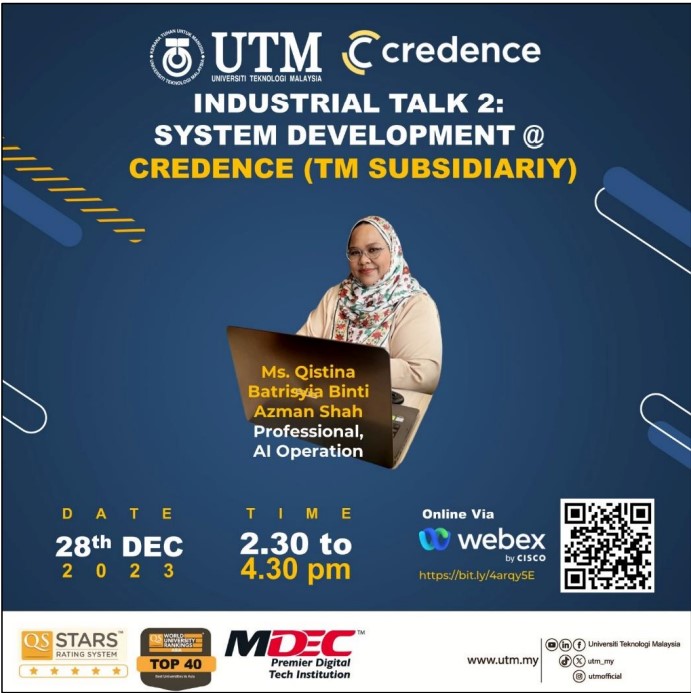 UTM
UNIVERSITI TEKNOLOGI MALAYSIA
credence
INDUSTRIAL TALK 2:
SYSTEM DEVELOPMENT @
CREDENCE (TM SUBSIDIARIY)
Ms. Qistina
Batrisyia Binti
Azman Shah
Professional,
AI Operation
DATE
28th DEC
2023
TIME
2.30 to
4.30 pm
Online Via
webex
by CISCO
https://bit.ly/4arqy5E
QS STARS™
RATING SYSTEM
QS WORLD
UNIVERSITY
RANKINGS
TOP 40
MDEC™
Premier Digital
Tech Institution
www.utm.my
Universiti Teknologi Malaysia
utm_my
utmofficial